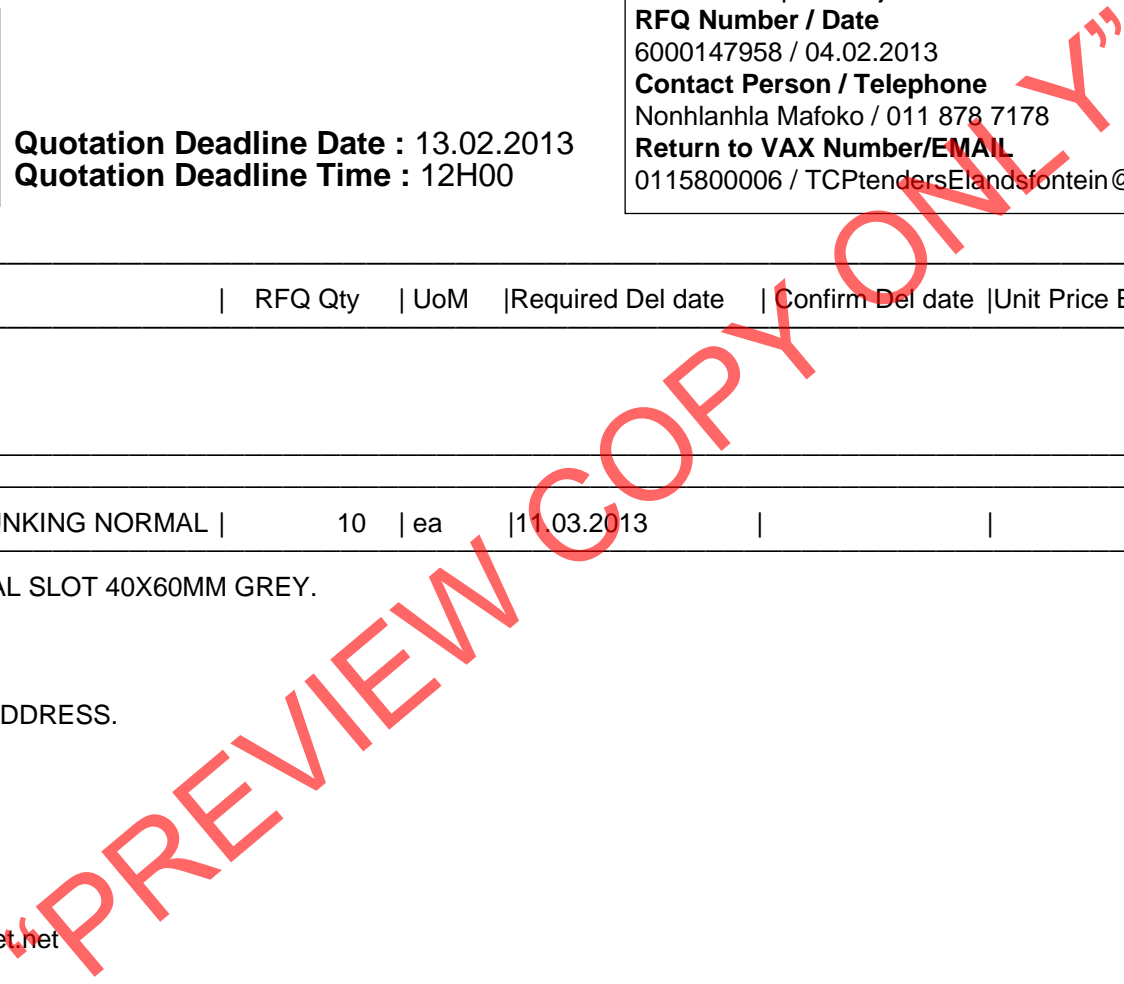 RFQ Number / Date
6000147958 / 04.02.2013
Contact Person / Telephone
Nonhlanhla Mafoko / 011 878 7178
Return to VAX Number/EMAIL
0115800006 / TCPtendersElandsfontein@
Quotation Deadline Date : 13.02.2013
Quotation Deadline Time : 12H00
| RFQ Qty | UoM |Required Del date | Confirm Del date |Unit Price E
UNKING NORMAL | 10 | ea |11.03.2013 | |
AL SLOT 40X60MM GREY.
DDRESS.
et.net
“PREVIEW COPY ONLY”